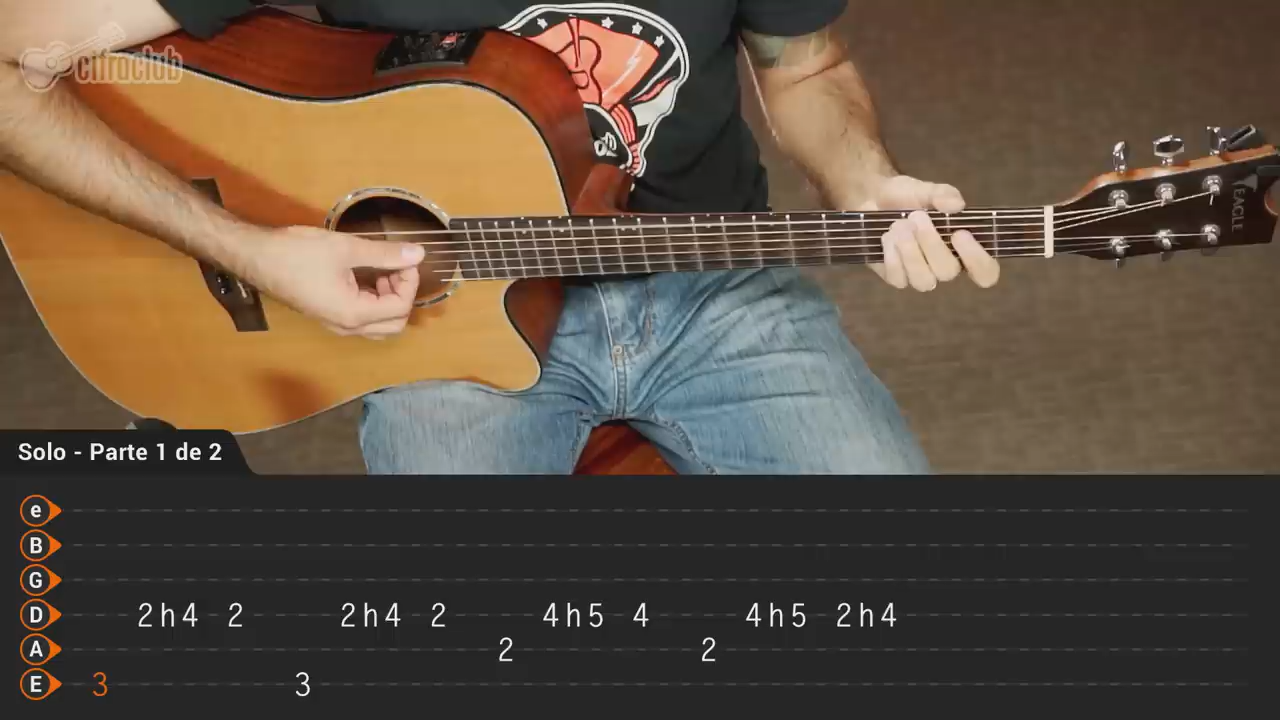 cifraclub
EAGLE
Solo - Parte 1 de 2
e
B
G
D 2h4 2 2h4 2 4h5 4 4h5 2h4
A 2 2
E 3 3